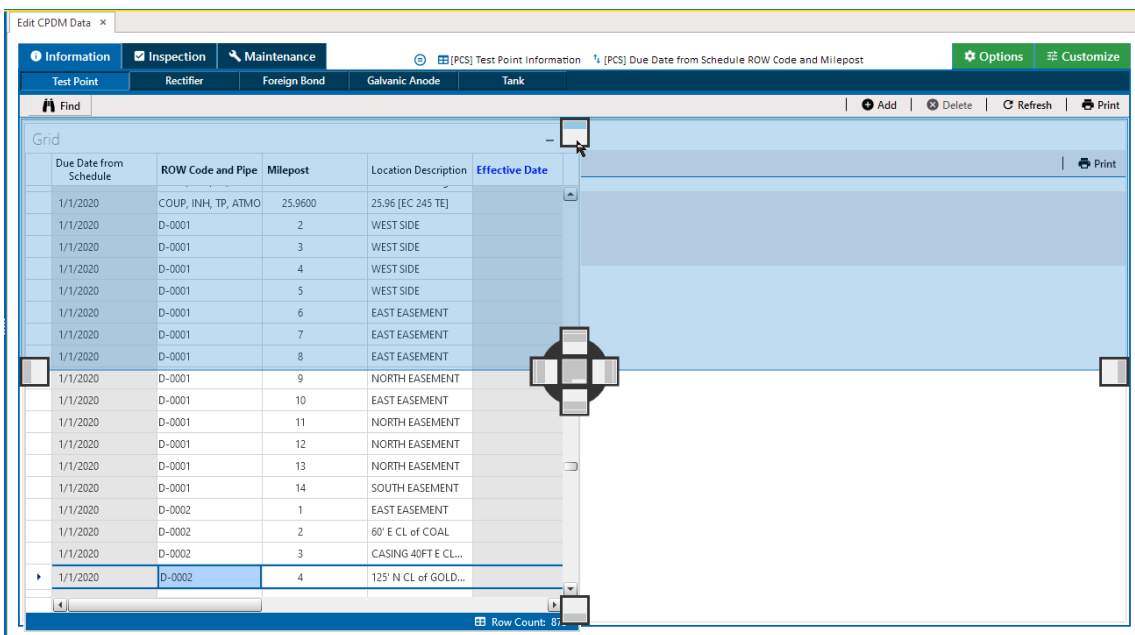 Edit CPDM Data ×
Information Inspection Maintenance [PCS] Test Point Information [PCS] Due Date from Schedule ROW Code and Milepost Options Customize
Test Point Rectifier Foreign Bond Galvanic Anode Tank
Find Add Delete Refresh Print
Grid
Print
Due Date from Schedule ROW Code and Pipe Milepost Location Description Effective Date
1/1/2020 COUP, INH, TP, ATMO 25.9600 25.96 [EC 245 TE]
1/1/2020 D-0001 2 WEST SIDE
1/1/2020 D-0001 3 WEST SIDE
1/1/2020 D-0001 4 WEST SIDE
1/1/2020 D-0001 5 WEST SIDE
1/1/2020 D-0001 6 EAST EASEMENT
1/1/2020 D-0001 7 EAST EASEMENT
1/1/2020 D-0001 8 EAST EASEMENT
1/1/2020 D-0001 9 NORTH EASEMENT
1/1/2020 D-0001 10 EAST EASEMENT
1/1/2020 D-0001 11 NORTH EASEMENT
1/1/2020 D-0001 12 NORTH EASEMENT
1/1/2020 D-0001 13 NORTH EASEMENT
1/1/2020 D-0001 14 SOUTH EASEMENT
1/1/2020 D-0002 1 EAST EASEMENT
1/1/2020 D-0002 2 60' E CL of COAL
1/1/2020 D-0002 3 CASING 40FT E CL...
1/1/2020 D-0002 4 125' N CL of GOLD...
Row Count: